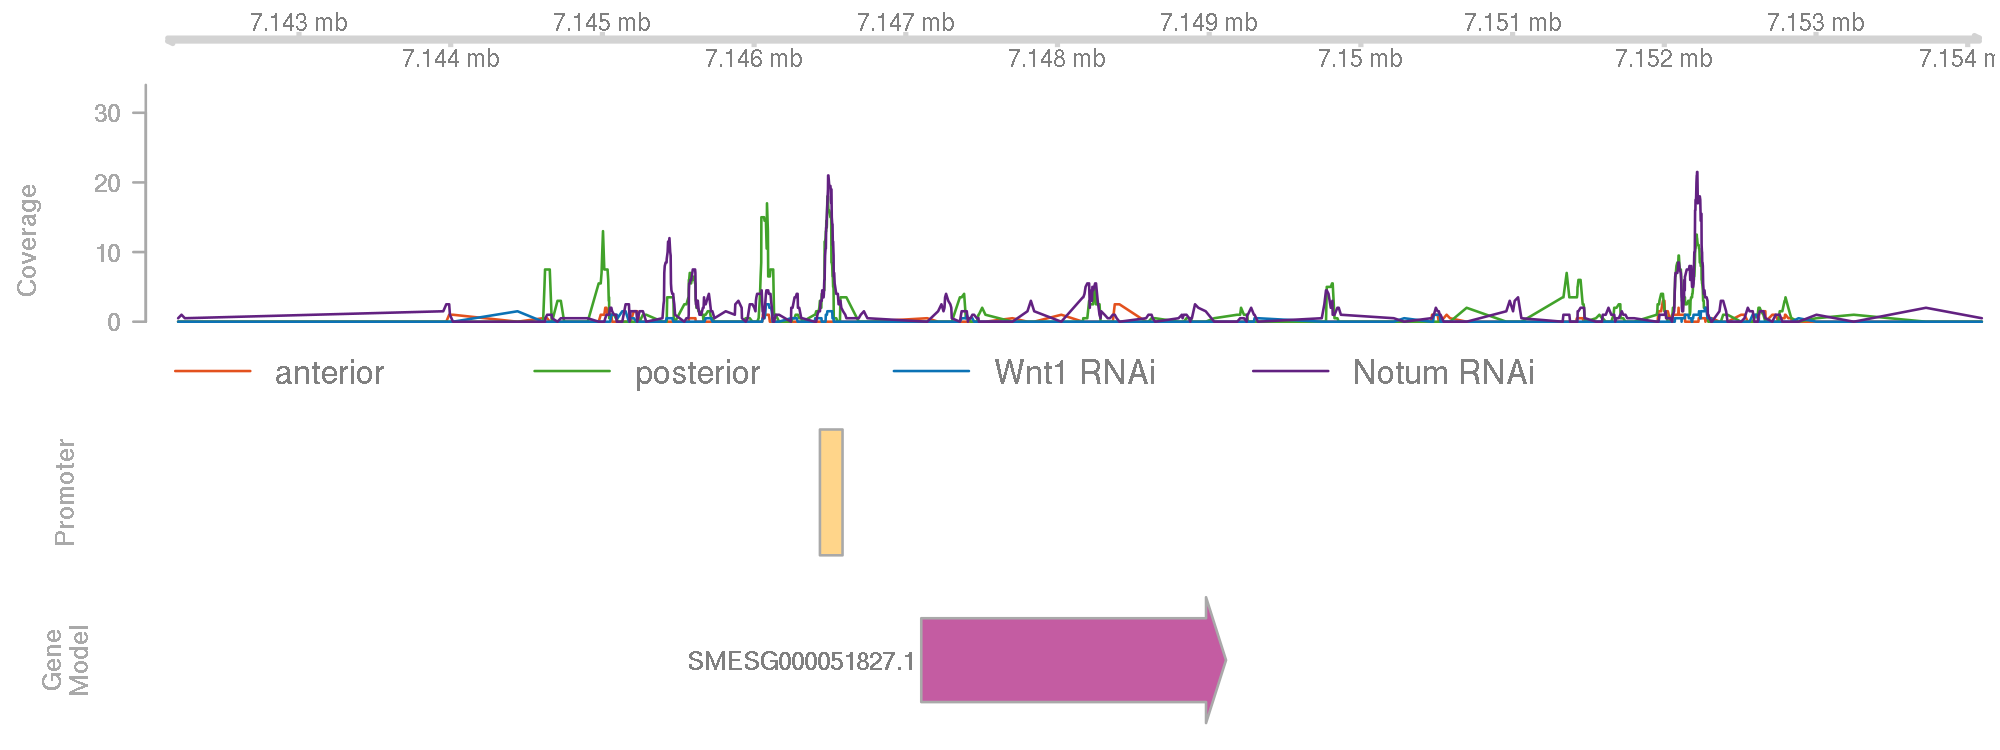 7.143 mb 7.145 mb 7.147 mb 7.149 mb 7.151 mb 7.153 mb
7.144 mb 7.146 mb 7.148 mb 7.15 mb 7.152 mb 7.154 m
Coverage
30
20
10
0
anterior posterior Wnt1 RNAi Notum RNAi
Promoter
Gene
Model
SMESG000051827.1